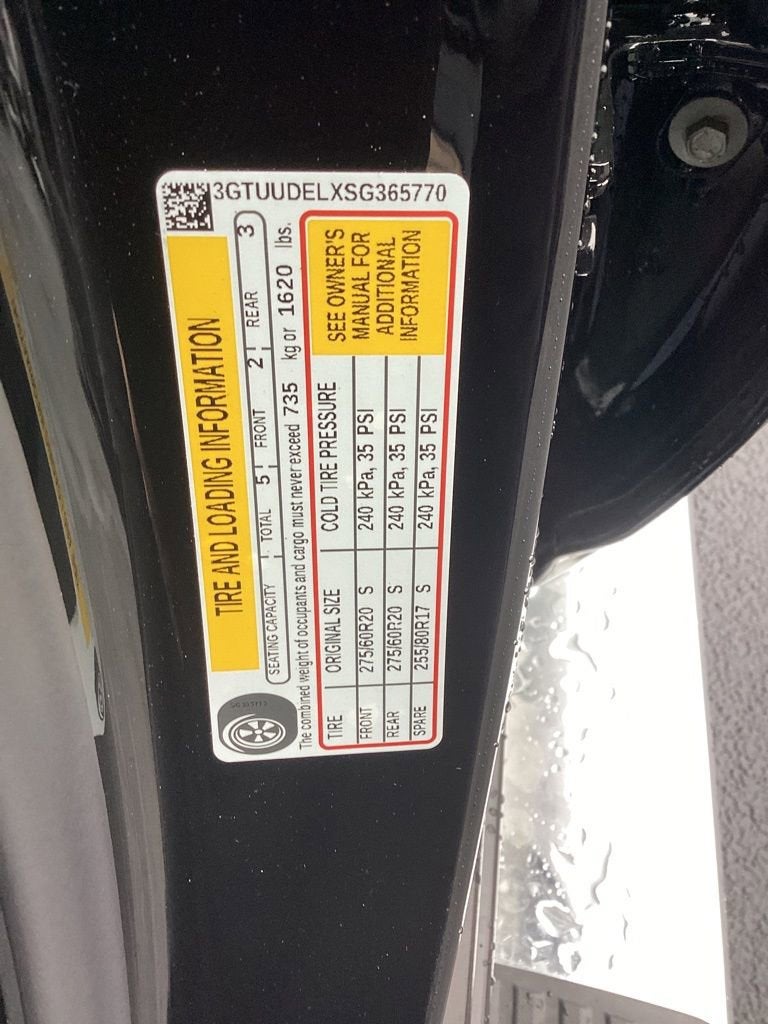 3GTUUDELXSG365770
TIRE AND LOADING INFORMATION
SEATING CAPACITY TOTAL 5 FRONT 2 REAR 3
The combined weight of occupants and cargo must never exceed 735 kg or 1620 lbs.
TIRE ORIGINAL SIZE COLD TIRE PRESSURE
FRONT 275/60R20 S 240 kPa, 35 PSI
REAR 275/60R20 S 240 kPa, 35 PSI
SPARE 255/80R17 S 240 kPa, 35 PSI
SEE OWNER'S
MANUAL FOR
ADDITIONAL
INFORMATION